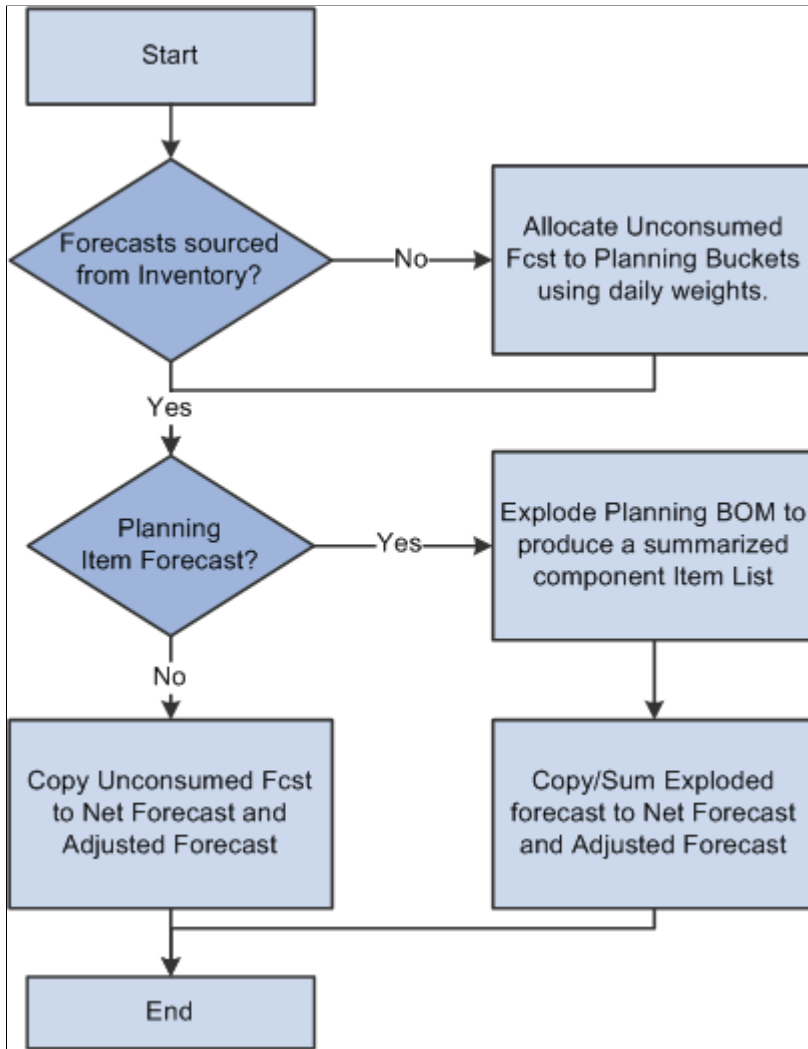 Start
Forecasts sourced
from Inventory?
No
Allocate Unconsumed
Fcst to Planning Buckets
using daily weights.
Yes
Planning
Item Forecast?
Yes
Explode Planning BOM to
produce a summarized
component Item List
No
Copy Unconsumed Fcst
to Net Forecast and
Adjusted Forecast
Copy/Sum Exploded
forecast to Net Forecast
and Adjusted Forecast
End